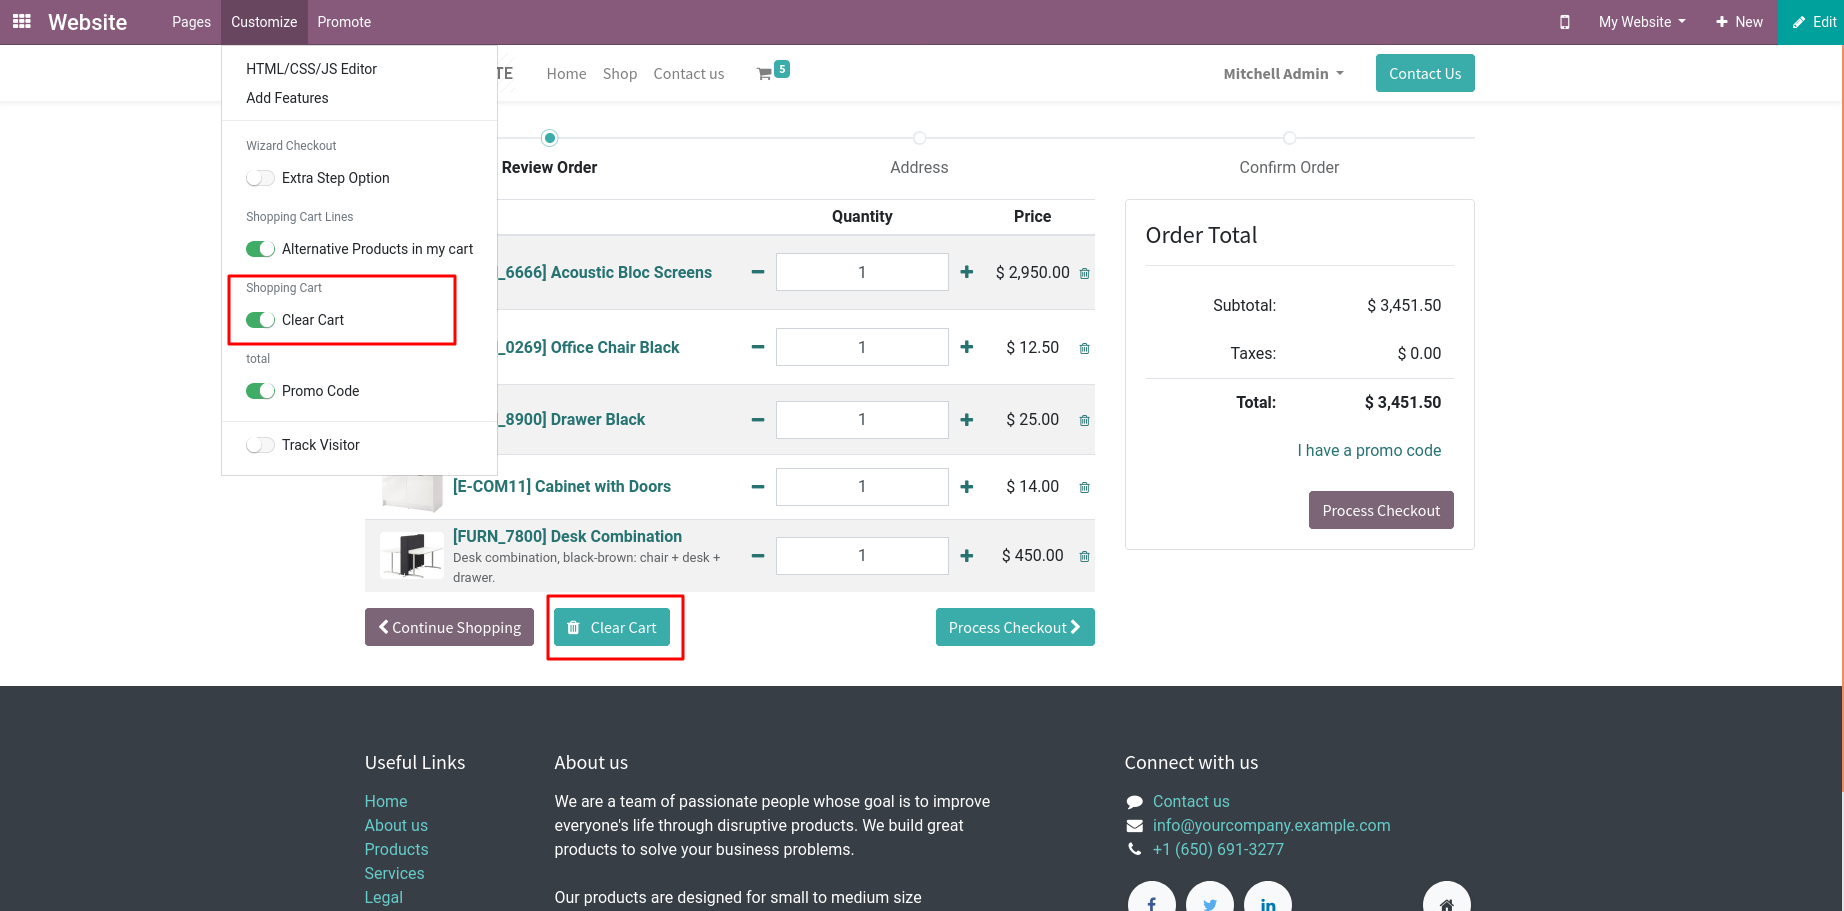 Website Pages Customize Promote My Website New Edit
HTML/CSS/JS Editor
Add Features
Wizard Checkout
Extra Step Option
Shopping Cart Lines
Alternative Products in my cart
Shopping Cart
Clear Cart
total
Promo Code
Track Visitor
TE Home Shop Contact us 5 Mitchell Admin Contact Us
Review Order Address Confirm Order
Quantity Price
_6666] Acoustic Bloc Screens 1 $ 2,950.00
_0269] Office Chair Black 1 $ 12.50
_8900] Drawer Black 1 $ 25.00
[E-COM11] Cabinet with Doors 1 $ 14.00
[FURN_7800] Desk Combination
Desk combination, black-brown: chair + desk +
drawer.
1 $ 450.00
Continue Shopping Clear Cart Process Checkout
Order Total
Subtotal: $ 3,451.50
Taxes: $ 0.00
Total: $ 3,451.50
I have a promo code
Process Checkout
Useful Links
Home
About us
Products
Services
Legal
About us
We are a team of passionate people whose goal is to improve
everyone's life through disruptive products. We build great
products to solve your business problems.
Our products are designed for small to medium size
Connect with us
Contact us
info@yourcompany.example.com
+1 (650) 691-3277